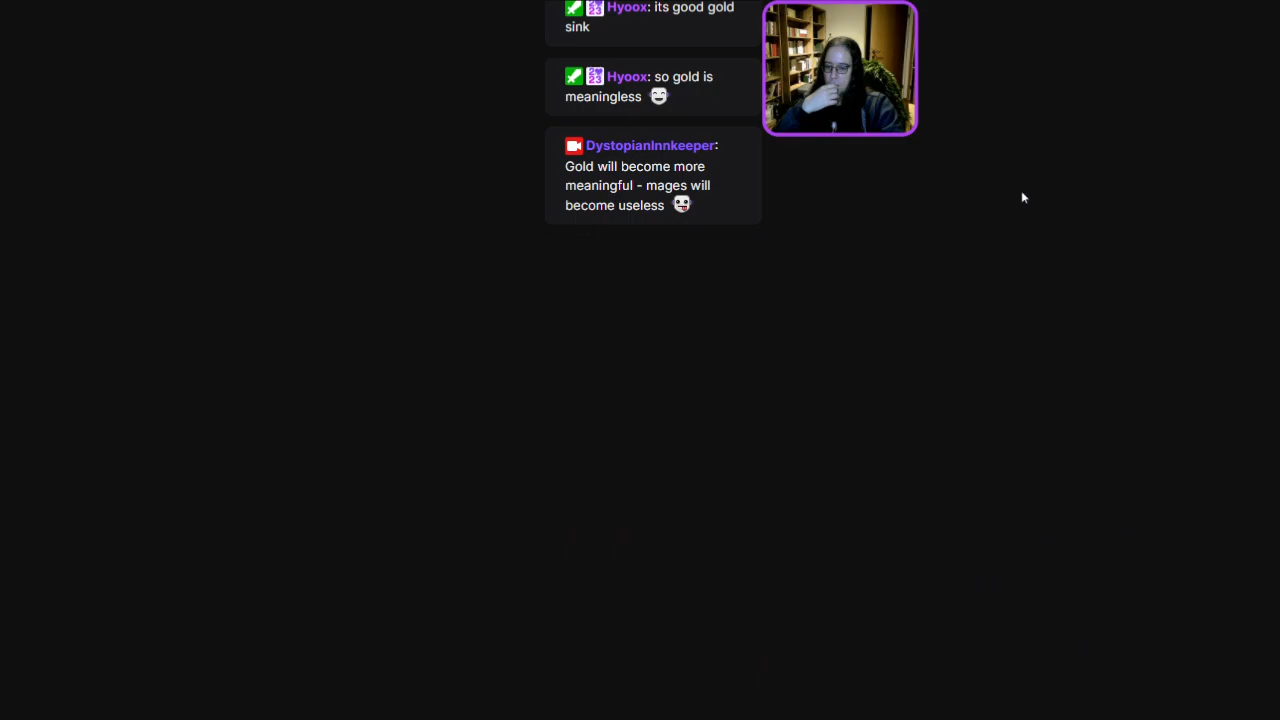 Hyoox: its good gold
sink
Hyoox: so gold is
meaningless
DystopianInnkeeper:
Gold will become more
meaningful - mages will
become useless